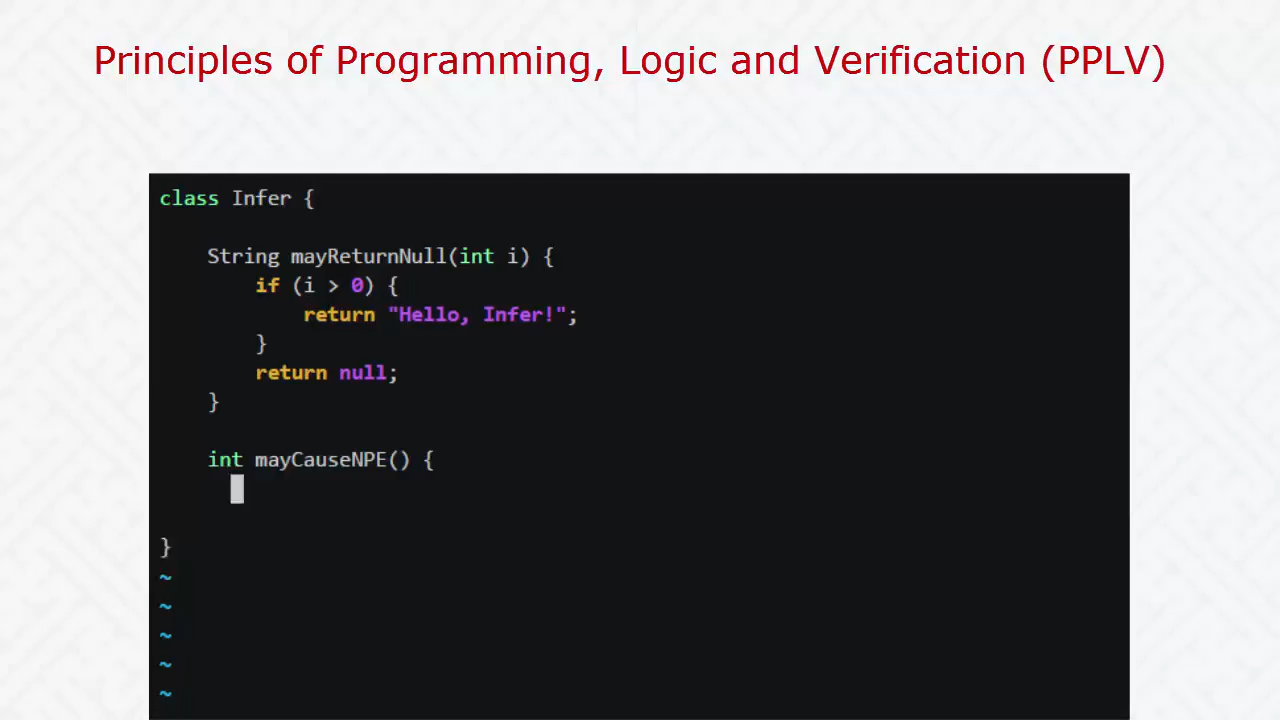 Principles of Programming, Logic and Verification (PPLV)
class Infer {
    String mayReturnNull(int i) {
        if (i > 0) {
            return "Hello, Infer!";
        }
        return null;
    }
    int mayCauseNPE() {
}
~
~
~
~
~